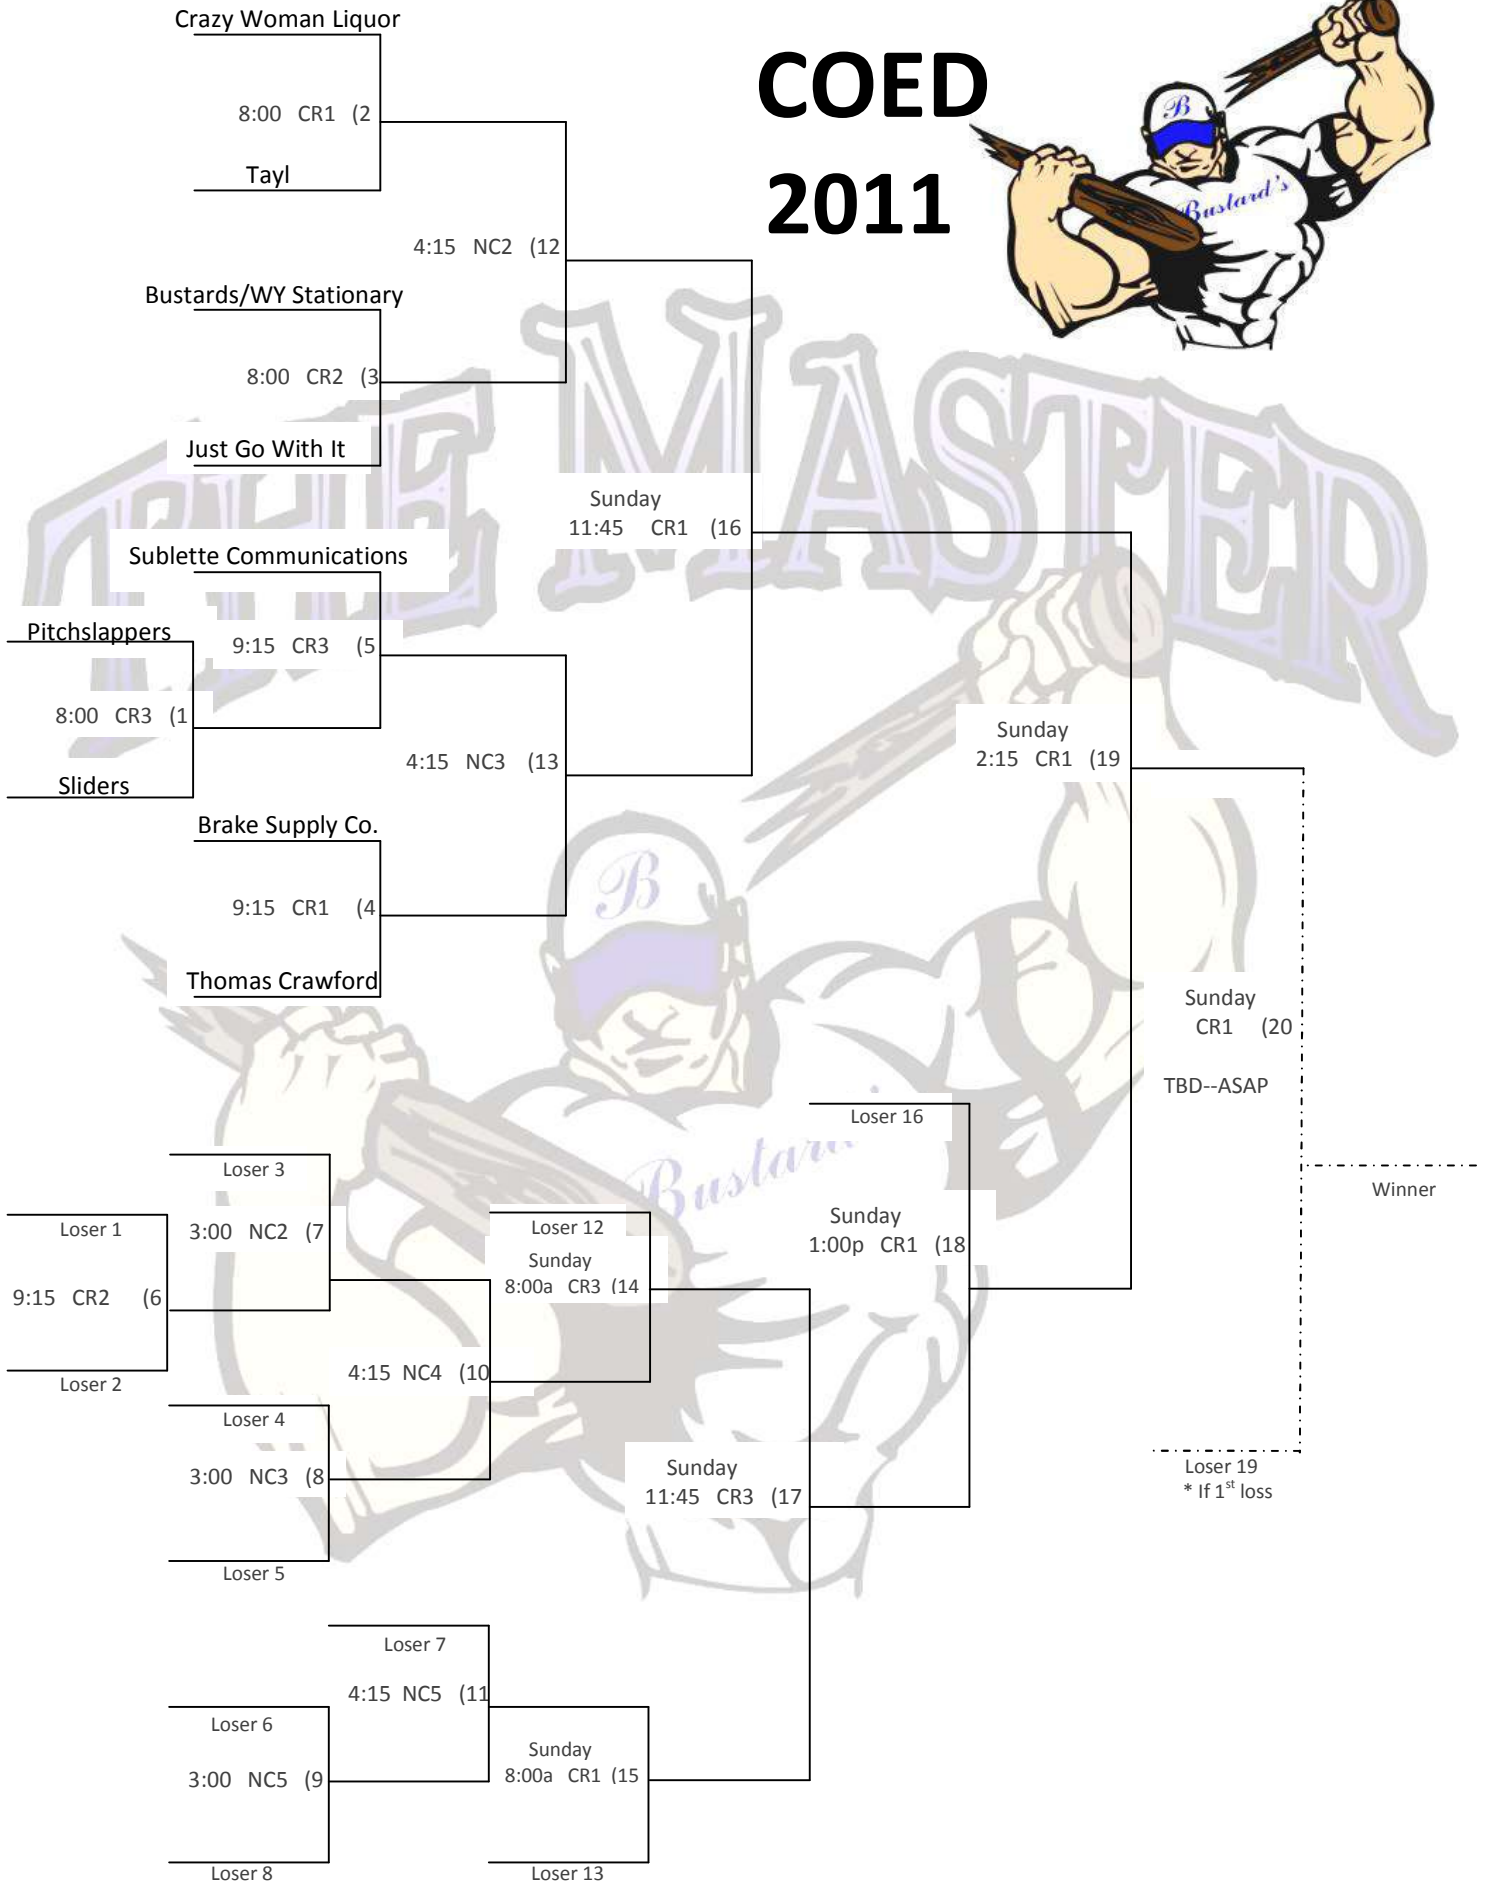 Crazy Woman Liquor
COED
8:00 CR1 (2
B
Tayl
2011
Bustard's
4:15 NC2 (12
Bustards/WY Stationary
THE MASTER
8:00 CR2 (3
Just Go With It
Sunday
11:45 CR1 (16
Sublette Communications
Pitchslappers
9:15 CR3 (5
8:00 CR3 (1
Sunday
2:15 CR1 (19
4:15 NC3 (13
Sliders
Brake Supply Co.
B
9:15 CR1 (4
Thomas Crawford
Sunday
CR1 (20
TBD--ASAP
Loser 16
Loser 3
Bustard's
Winner
Loser 1
3:00 NC2 (7
Loser 12
Sunday
1:00p CR1 (18
Sunday
8:00a CR3 (14
9:15 CR2 (6
4:15 NC4 (10
Loser 2
Loser 4
Sunday
11:45 CR3 (17
3:00 NC3 (8
Loser 19
* If 1st loss
Loser 5
Loser 7
4:15 NC5 (11
Loser 6
Sunday
8:00a CR1 (15
3:00 NC5 (9
Loser 8
Loser 13